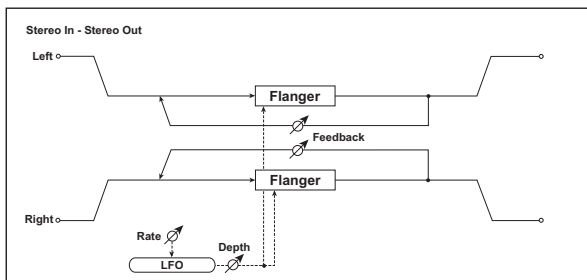 Stereo In - Stereo Out
Left
Flanger
Feedback
Flanger
Right
Rate
Depth
LFO